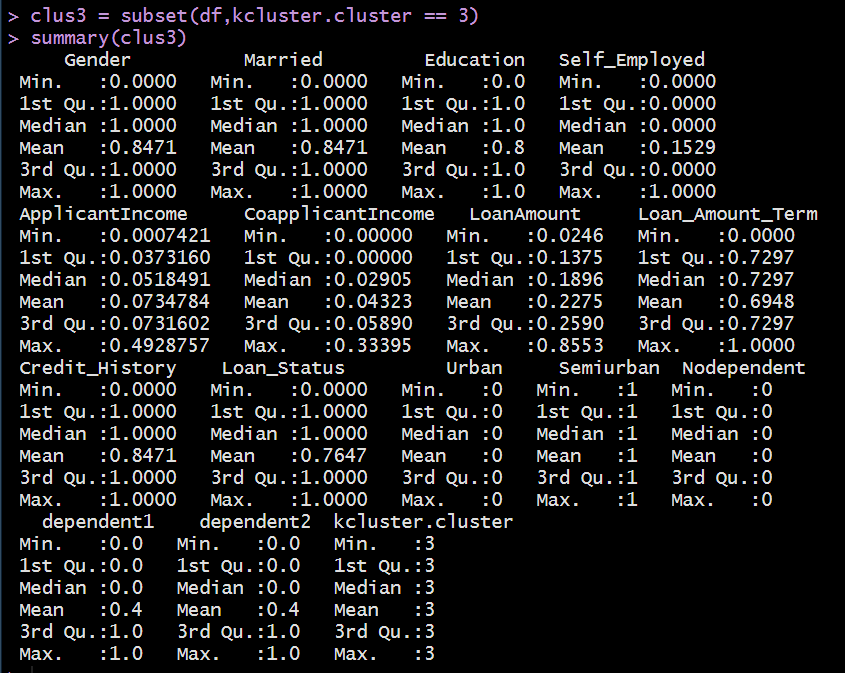 > clus3 = subset(df,kcluster.cluster == 3)
> summary(clus3)
Gender Married Education Self_Employed
Min. :0.0000 Min. :0.0000 Min. :0.0 Min. :0.0000
1st Qu.:1.0000 1st Qu.:1.0000 1st Qu.:1.0 1st Qu.:0.0000
Median :1.0000 Median :1.0000 Median :1.0 Median :0.0000
Mean :0.8471 Mean :0.8471 Mean :0.8 Mean :0.1529
3rd Qu.:1.0000 3rd Qu.:1.0000 3rd Qu.:1.0 3rd Qu.:0.0000
Max. :1.0000 Max. :1.0000 Max. :1.0 Max. :1.0000
ApplicantIncome CoapplicantIncome LoanAmount Loan_Amount_Term
Min. :0.0007421 Min. :0.00000 Min. :0.0246 Min. :0.0000
1st Qu.:0.0373160 1st Qu.:0.00000 1st Qu.:0.1375 1st Qu.:0.7297
Median :0.0518491 Median :0.02905 Median :0.1896 Median :0.7297
Mean :0.0734784 Mean :0.04323 Mean :0.2275 Mean :0.6948
3rd Qu.:0.0731602 3rd Qu.:0.05890 3rd Qu.:0.2590 3rd Qu.:0.7297
Max. :0.4928757 Max. :0.33395 Max. :0.8553 Max. :1.0000
Credit_History Loan_Status Urban Semiurban Nodependent
Min. :0.0000 Min. :0.0000 Min. :0 Min. :1 Min. :0
1st Qu.:1.0000 1st Qu.:1.0000 1st Qu.:0 1st Qu.:1 1st Qu.:0
Median :1.0000 Median :1.0000 Median :0 Median :1 Median :0
Mean :0.8471 Mean :0.7647 Mean :0 Mean :1 Mean :0
3rd Qu.:1.0000 3rd Qu.:1.0000 3rd Qu.:0 3rd Qu.:1 3rd Qu.:0
Max. :1.0000 Max. :1.0000 Max. :0 Max. :1 Max. :0
dependent1 dependent2 kcluster.cluster
Min. :0.0 Min. :0.0 Min. :3
1st Qu.:0.0 1st Qu.:0.0 1st Qu.:3
Median :0.0 Median :0.0 Median :3
Mean :0.4 Mean :0.4 Mean :3
3rd Qu.:1.0 3rd Qu.:1.0 3rd Qu.:3
Max. :1.0 Max. :1.0 Max. :3